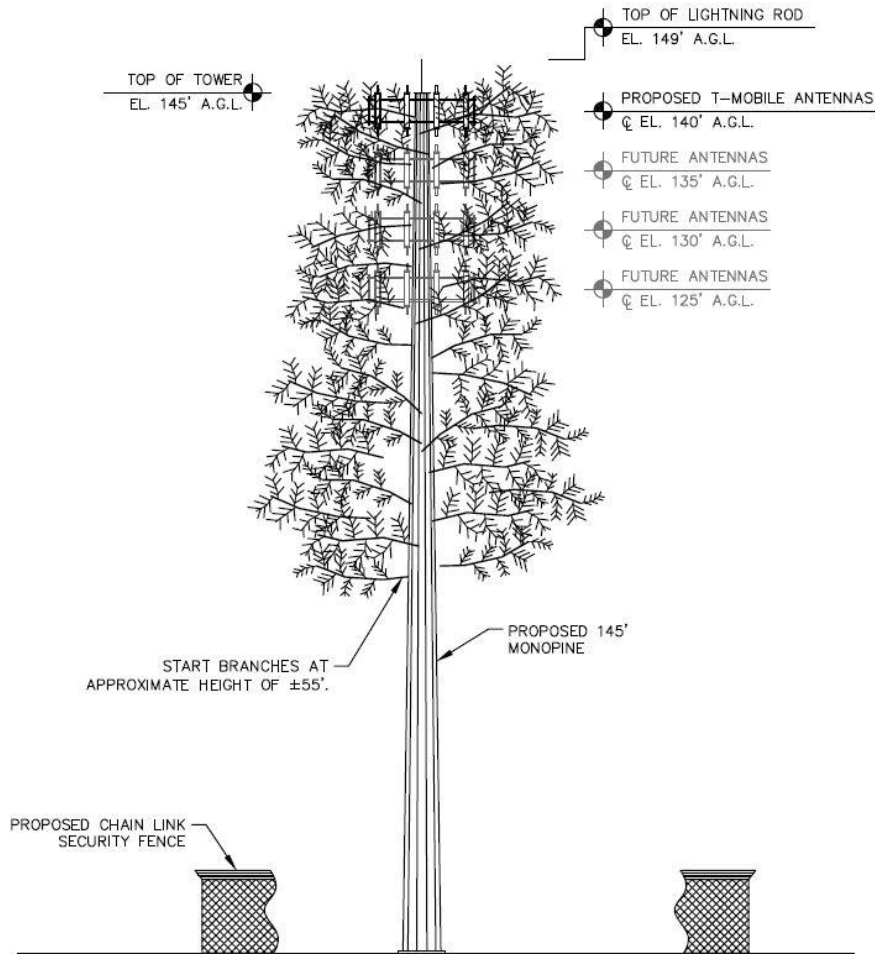 TOP OF LIGHTNING ROD
EL. 149' A.G.L.
TOP OF TOWER
EL. 145' A.G.L.
PROPOSED T-MOBILE ANTENNAS
℄ EL. 140' A.G.L.
FUTURE ANTENNAS
℄ EL. 135' A.G.L.
FUTURE ANTENNAS
℄ EL. 130' A.G.L.
FUTURE ANTENNAS
℄ EL. 125' A.G.L.
PROPOSED 145'
MONOPINE
START BRANCHES AT
APPROXIMATE HEIGHT OF ±55'.
PROPOSED CHAIN LINK
SECURITY FENCE